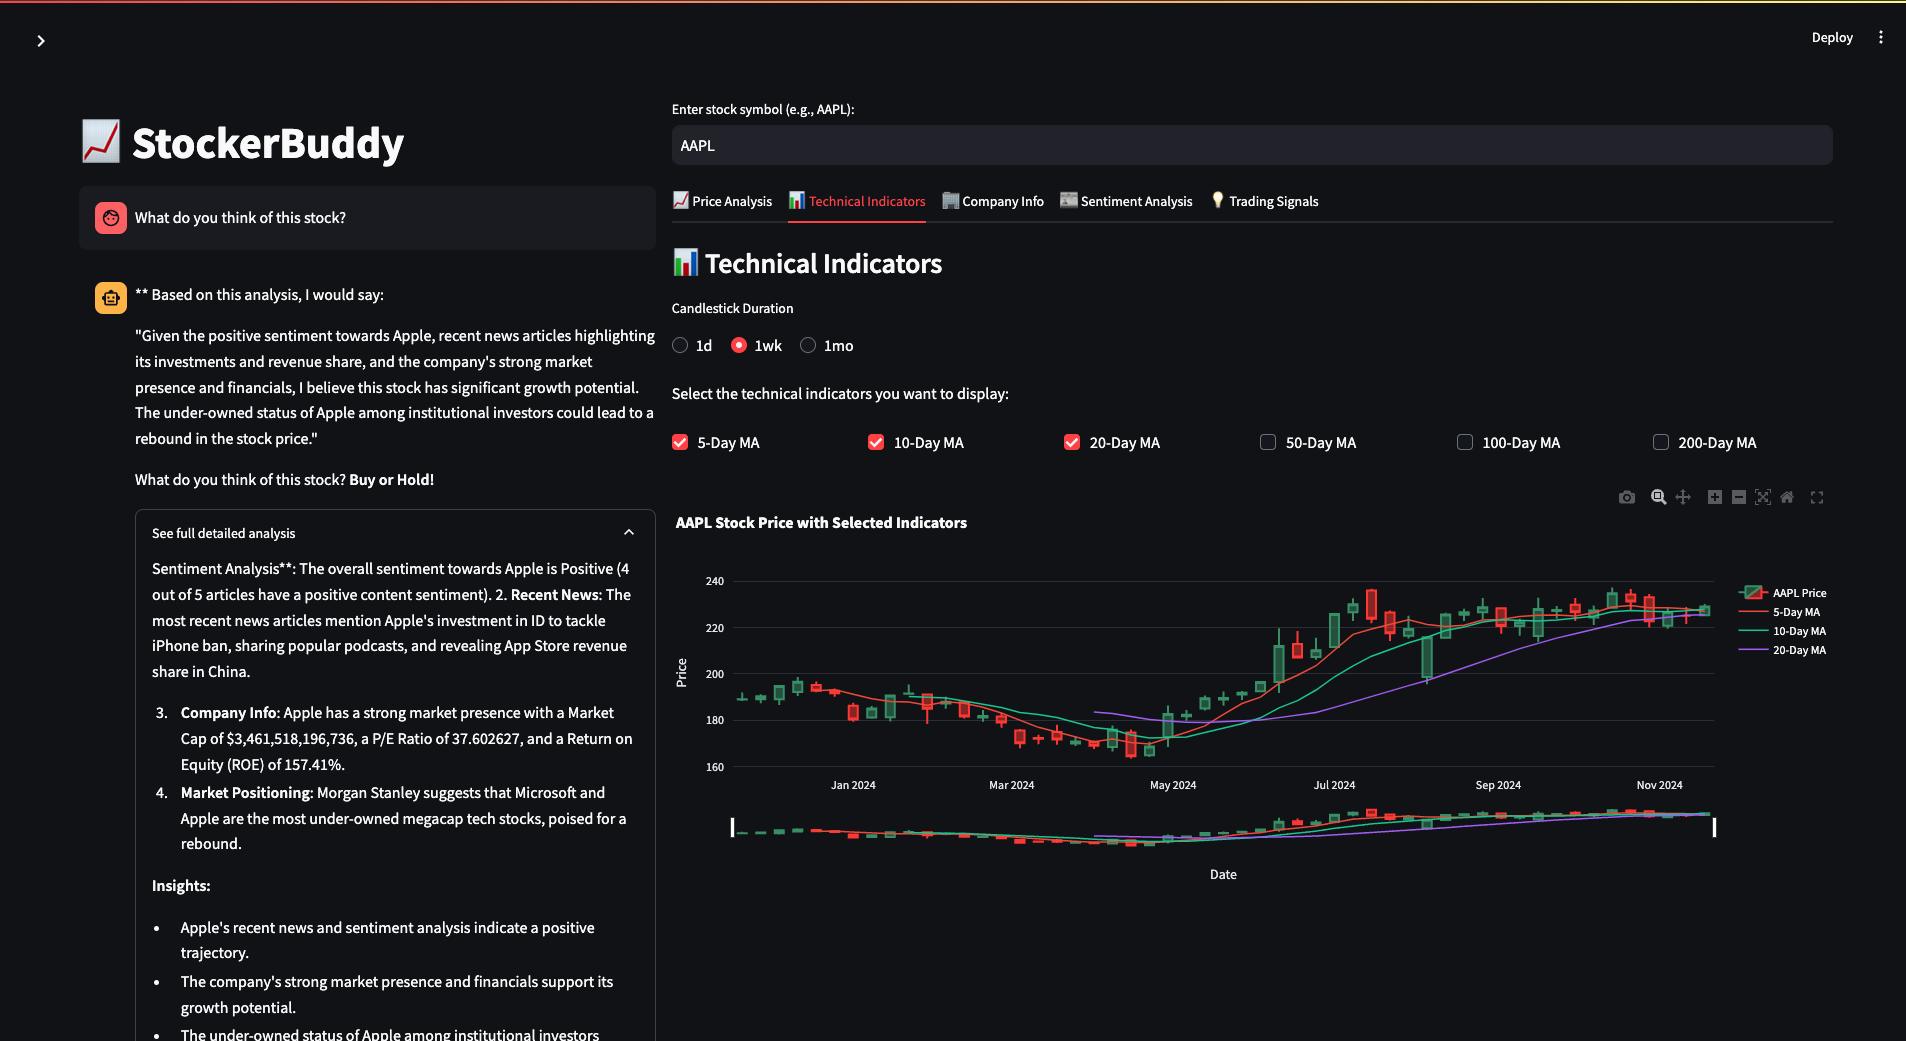 Deploy
StockerBuddy
What do you think of this stock?
** Based on this analysis, I would say:
"Given the positive sentiment towards Apple, recent news articles highlighting
its investments and revenue share, and the company's strong market
presence and financials, I believe this stock has significant growth potential.
The under-owned status of Apple among institutional investors could lead to a
rebound in the stock price."
What do you think of this stock? Buy or Hold!
See full detailed analysis
Sentiment Analysis**: The overall sentiment towards Apple is Positive (4
out of 5 articles have a positive content sentiment). 2. Recent News: The
most recent news articles mention Apple's investment in ID to tackle
iPhone ban, sharing popular podcasts, and revealing App Store revenue
share in China.
3. Company Info: Apple has a strong market presence with a Market
Cap of $3,461,518,196,736, a P/E Ratio of 37.602627, and a Return on
Equity (ROE) of 157.41%.
4. Market Positioning: Morgan Stanley suggests that Microsoft and
Apple are the most under-owned megacap tech stocks, poised for a
rebound.
Insights:
• Apple's recent news and sentiment analysis indicate a positive
trajectory.
• The company's strong market presence and financials support its
growth potential.
• The under-owned status of Apple among institutional investors
Enter stock symbol (e.g., AAPL):
AAPL
Price Analysis Technical Indicators Company Info Sentiment Analysis Trading Signals
Technical Indicators
Candlestick Duration
1d 1wk 1mo
Select the technical indicators you want to display:
5-Day MA 10-Day MA 20-Day MA 50-Day MA 100-Day MA 200-Day MA
AAPL Stock Price with Selected Indicators
240
220
200
180
160
Price
Jan 2024 Mar 2024 May 2024 Jul 2024 Sep 2024 Nov 2024
Date
AAPL Price
5-Day MA
10-Day MA
20-Day MA